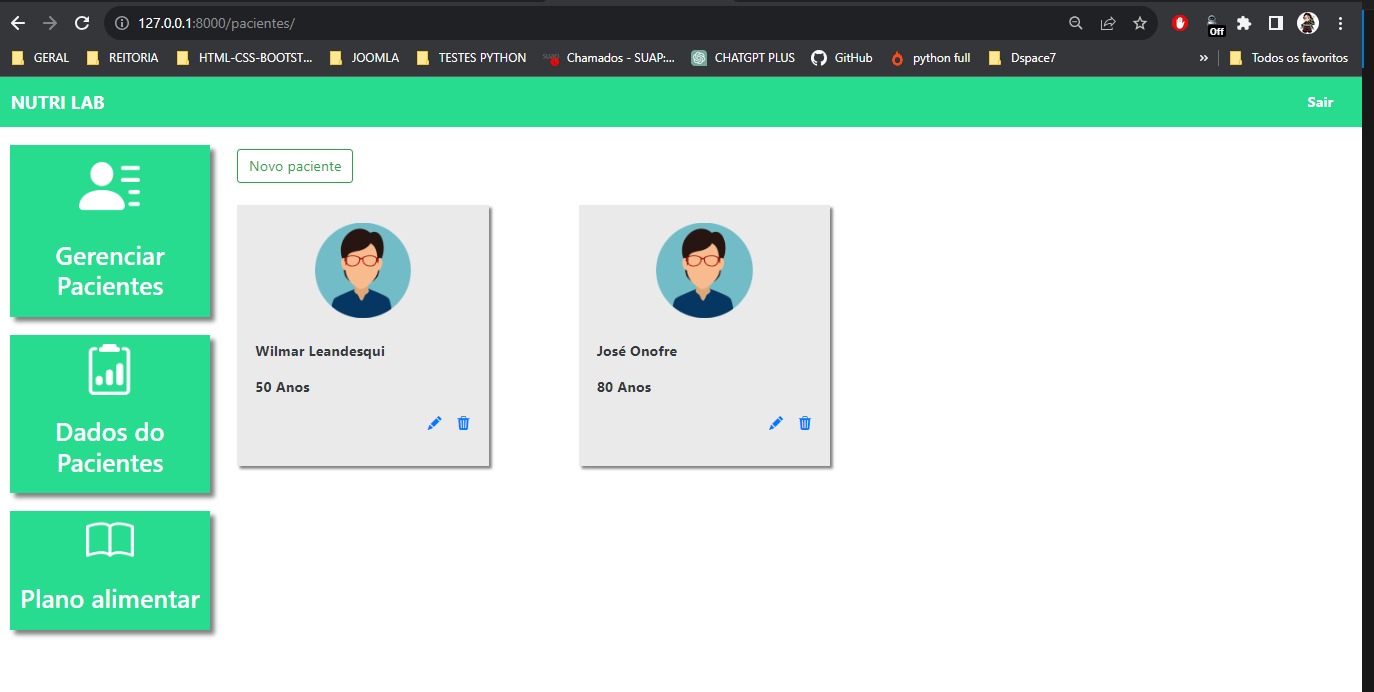 127.0.0.1:8000/pacientes/
Off
GERAL REITORIA HTML-CSS-BOOTST... JOOMLA TESTES PYTHON Chamados - SUAP:... CHATGPT PLUS GitHub python full Dspace7 » Todos os favoritos
NUTRI LAB Sair
Gerenciar
Pacientes
Dados do
Pacientes
Plano alimentar
Novo paciente
Wilmar Leandesqui
50 Anos
José Onofre
80 Anos